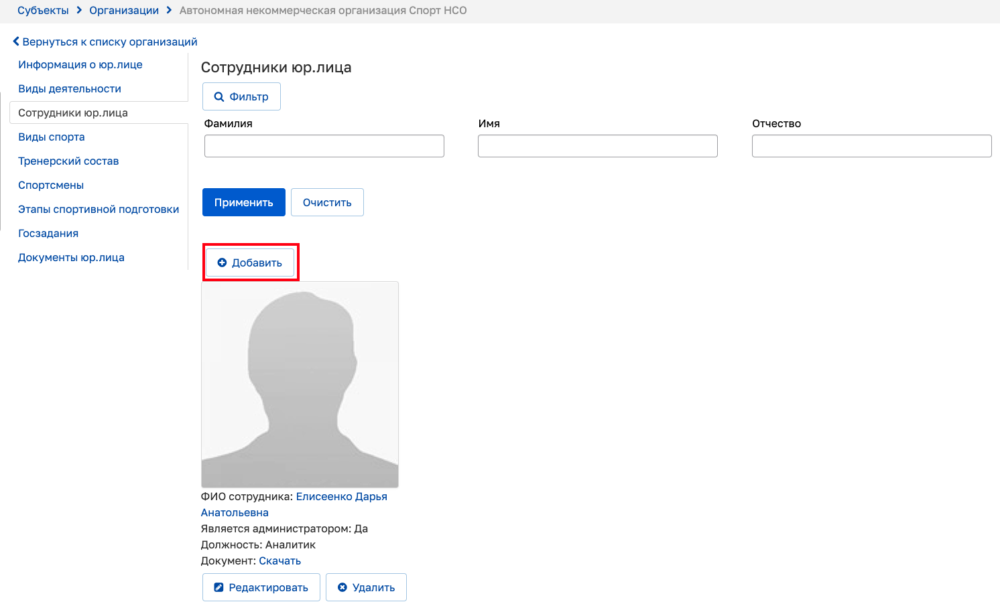 Субъекты > Организации > Автономная некоммерческая организация Спорт НСО
Вернуться к списку организаций
Информация о юр.лице
Виды деятельности
Сотрудники юр.лица
Виды спорта
Тренерский состав
Спортсмены
Этапы спортивной подготовки
Госзадания
Документы юр.лица
Сотрудники юр.лица
Фильтр
Фамилия Имя Отчество
Применить Очистить
Добавить
ФИО сотрудника: Елисеенко Дарья
Анатольевна
Является администратором: Да
Должность: Аналитик
Документ: Скачать
Редактировать Удалить